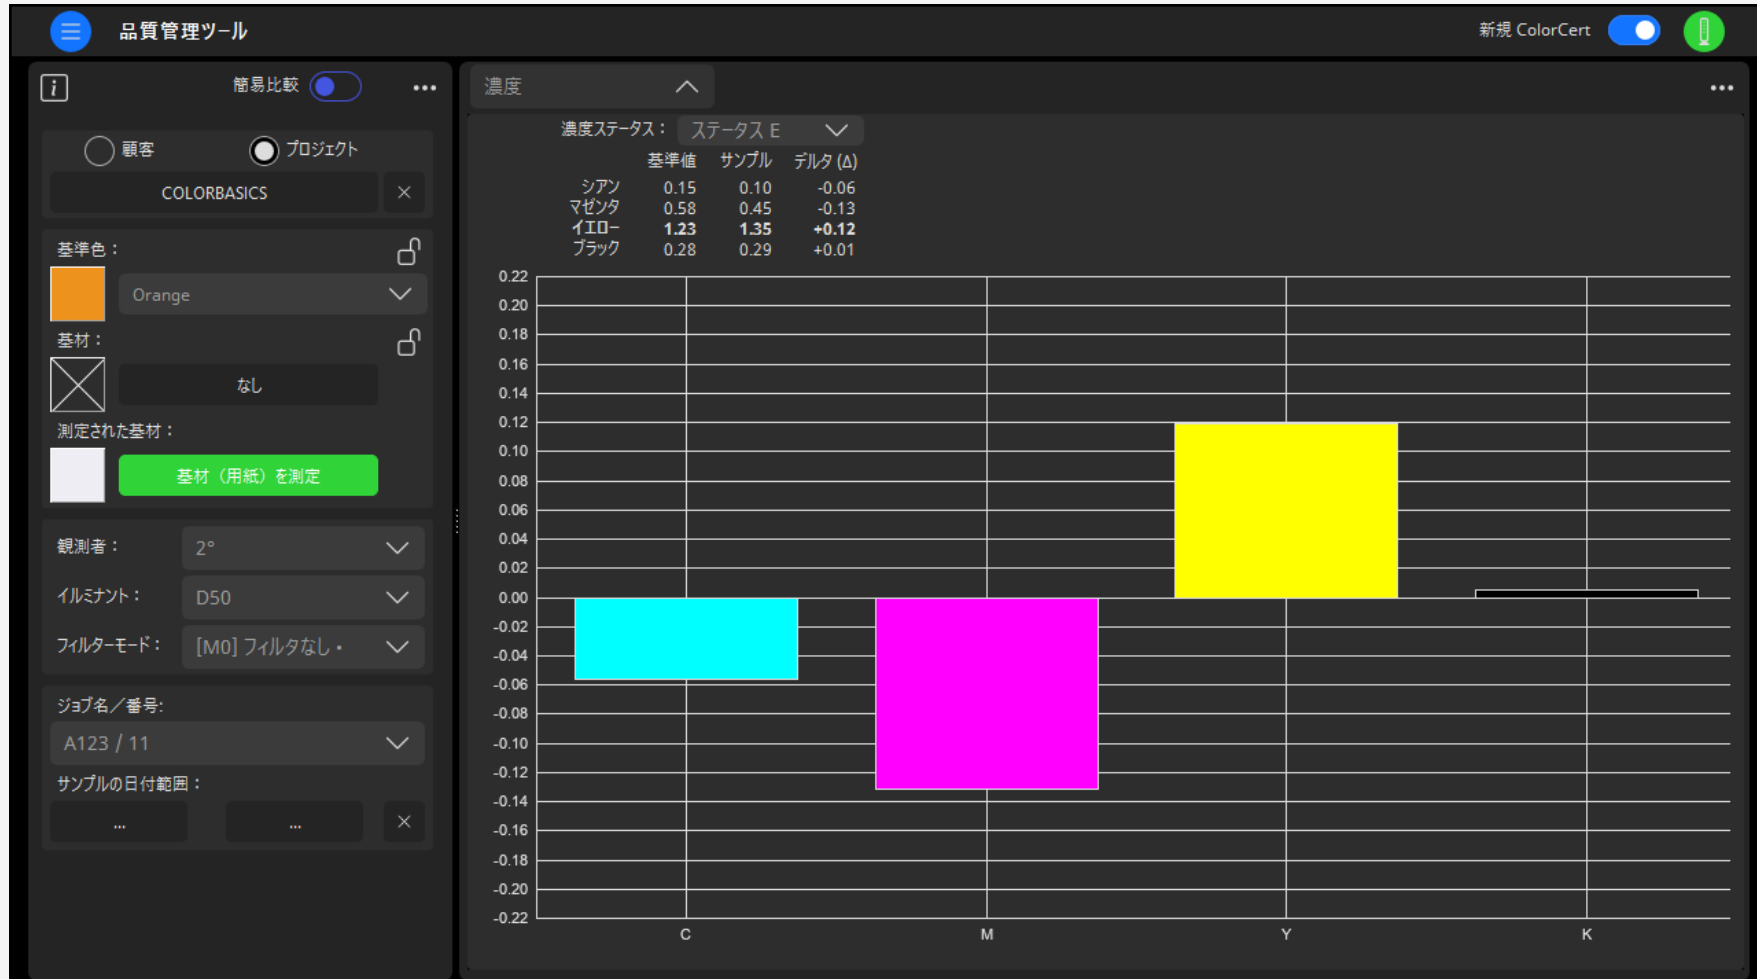 品質管理ツール
新規 ColorCert
i
簡易比較
顧客
プロジェクト
COLORBASICS
基準色：
Orange
基材：
なし
測定された基材：
基材（用紙）を測定
観測者：
2°
イルミナント：
D50
フィルターモード：
[M0] フィルタなし・
ジョブ名／番号:
A123 / 11
サンプルの日付範囲：
...
...
濃度
濃度ステータス：
ステータス E
基準値 サンプル デルタ (Δ)
シアン 0.15 0.10 -0.06
マゼンタ 0.58 0.45 -0.13
イエロー 1.23 1.35 +0.12
ブラック 0.28 0.29 +0.01
0.22
0.20
0.18
0.16
0.14
0.12
0.10
0.08
0.06
0.04
0.02
0.00
-0.02
-0.04
-0.06
-0.08
-0.10
-0.12
-0.14
-0.16
-0.18
-0.20
-0.22
C M Y K